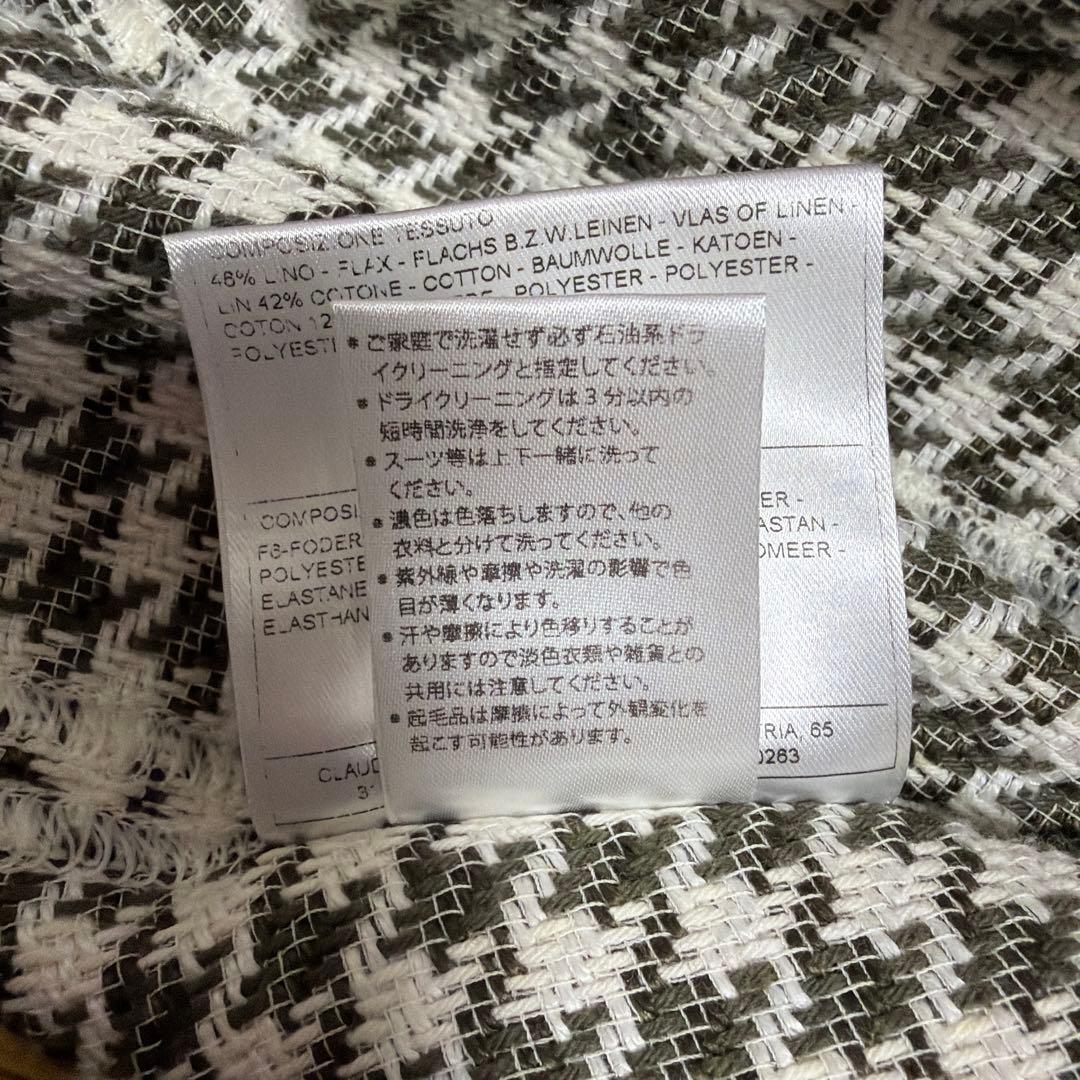 COMPOSIZIONE TESSUTO
46% LINO - FLAX - FLACHS B.Z.W.LEINEN - VLAS OF LINEN -
LIN 42% COTONE - COTTON - BAUMWOLLE - KATOEN -
COTON 12 POLYESTER - POLYESTER -
POLYESTE
* ご家庭で洗濯せず必ず石油系ドラ
イクリーニングと指定してください。
* ドライクリーニングは3分以内の
短時間洗浄をしてください。
* スーツ等は上下一緒に洗って
ください。
* 濃色は色落ちしますので、他の
衣料と分けて洗ってください。
* 紫外線や摩擦や洗濯の影響で色
目が薄くなります。
* 汗や摩擦により色移りすることが
ありますので淡色衣類や雑貨との
共用には注意してください。
* 起毛品は摩擦によって外観変化を
起こす可能性があります。
COMPOSI ER -
F6-FODER ASTAN -
POLYESTE OMEER -
ELASTANE
ELASTHAN
CLAUD RIA, 65
31 0263